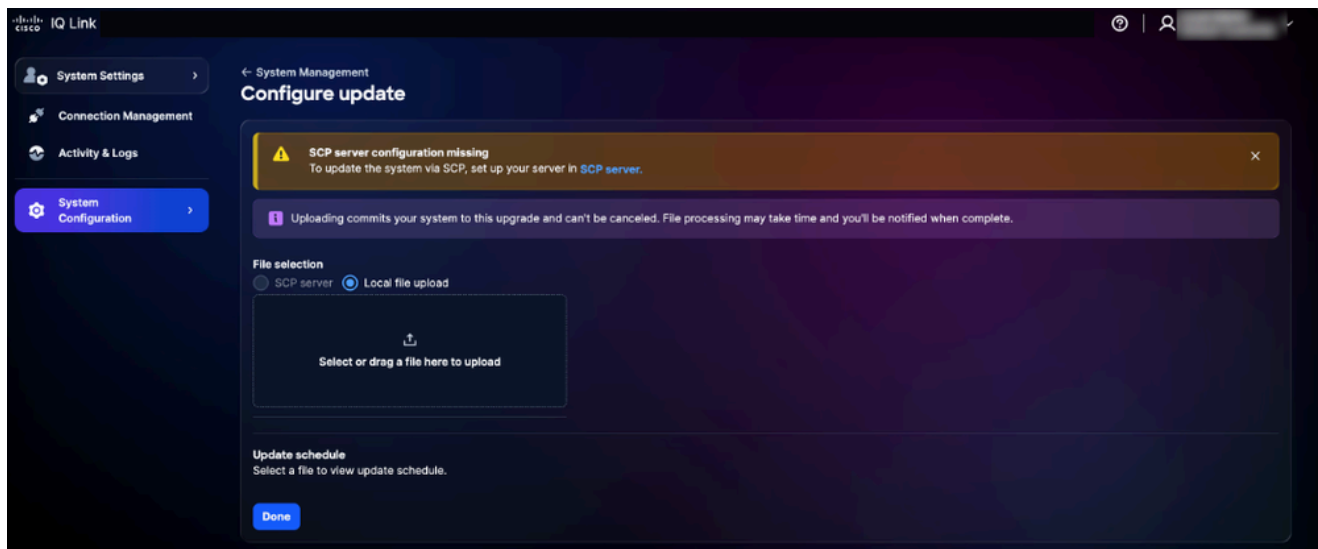 cisco IQ Link
System Settings
← System Management
Configure update
Connection Management
Activity & Logs
System
Configuration
SCP server configuration missing
To update the system via SCP, set up your server in SCP server.
Uploading commits your system to this upgrade and can't be canceled. File processing may take time and you'll be notified when complete.
File selection
SCP server Local file upload
Select or drag a file here to upload
Update schedule
Select a file to view update schedule.
Done